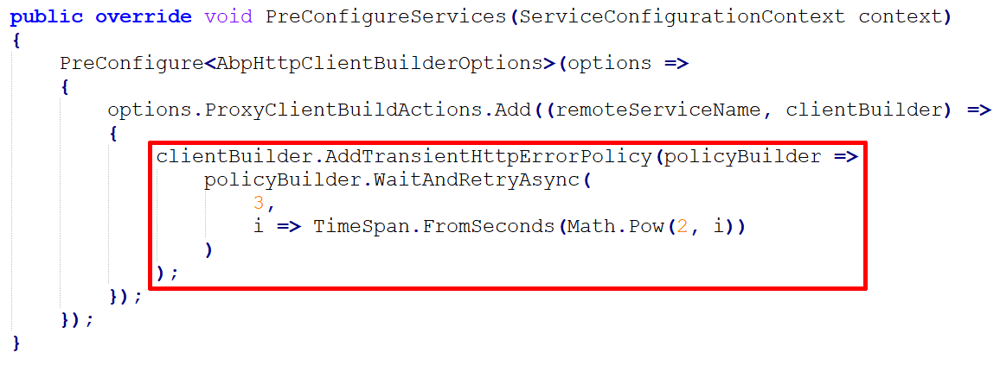 public override void PreConfigureServices(ServiceConfigurationContext context)
{
    PreConfigure<AbpHttpClientBuilderOptions>(options =>
    {
        options.ProxyClientBuildActions.Add((remoteServiceName, clientBuilder) =>
        {
            clientBuilder.AddTransientHttpErrorPolicy(policyBuilder =>
                policyBuilder.WaitAndRetryAsync(
                    3,
                    i => TimeSpan.FromSeconds(Math.Pow(2, i))
                )
            );
        });
    });
}